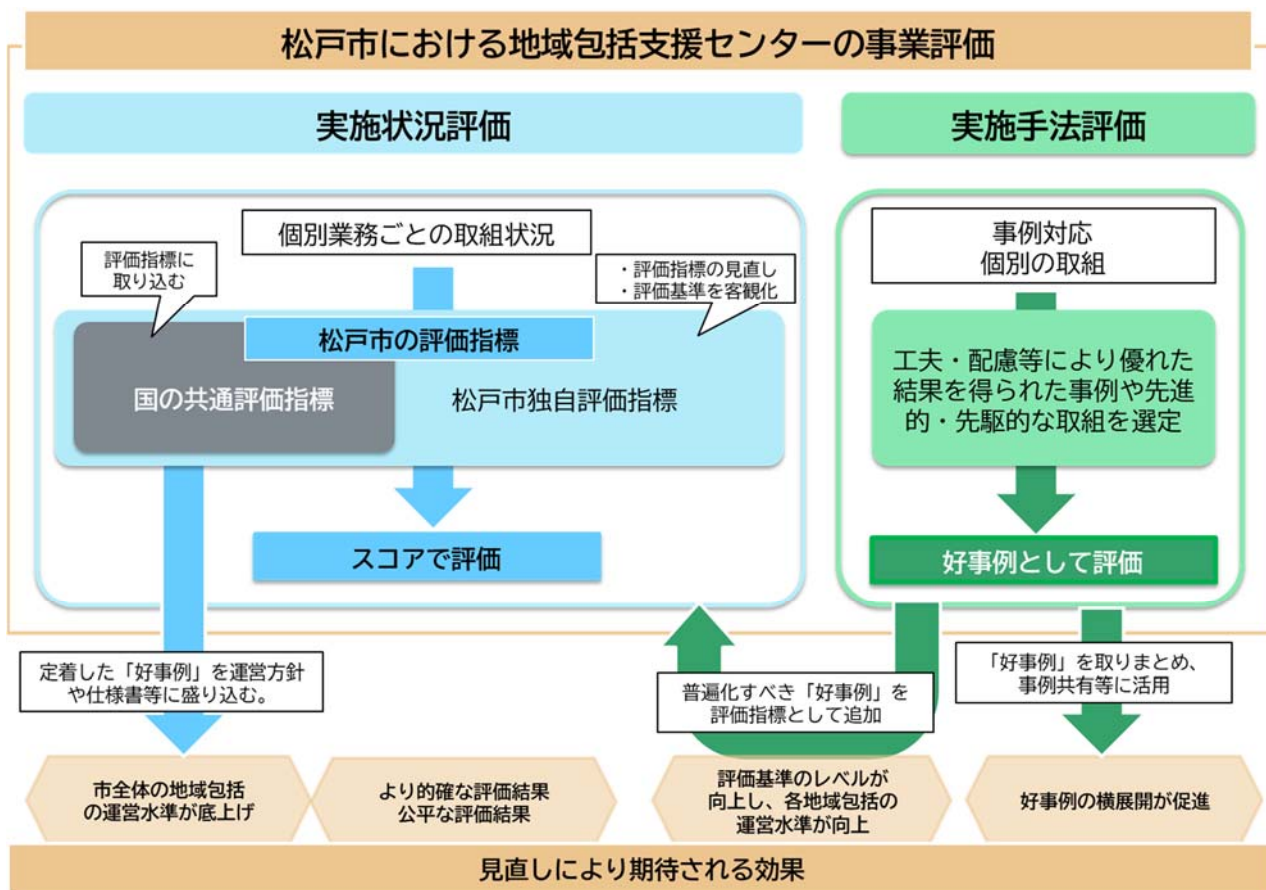 松戸市における地域包括支援センターの事業評価
実施状況評価
個別業務ごとの取組状況
評価指標に
取り込む
・評価指標の見直し
・評価基準を客観化
松戸市の評価指標
国の共通評価指標
松戸市独自評価指標
スコアで評価
実施手法評価
事例対応
個別の取組
工夫・配慮等により優れた
結果を得られた事例や先進
的・先駆的な取組を選定
好事例として評価
定着した「好事例」を運営方針
や仕様書等に盛り込む。
普遍化すべき「好事例」を
評価指標として追加
「好事例」を取りまとめ、
事例共有等に活用
市全体の地域包括
の運営水準が底上げ
より的確な評価結果
公平な評価結果
評価基準のレベルが
向上し、各地域包括の
運営水準が向上
好事例の横展開が促進
見直しにより期待される効果